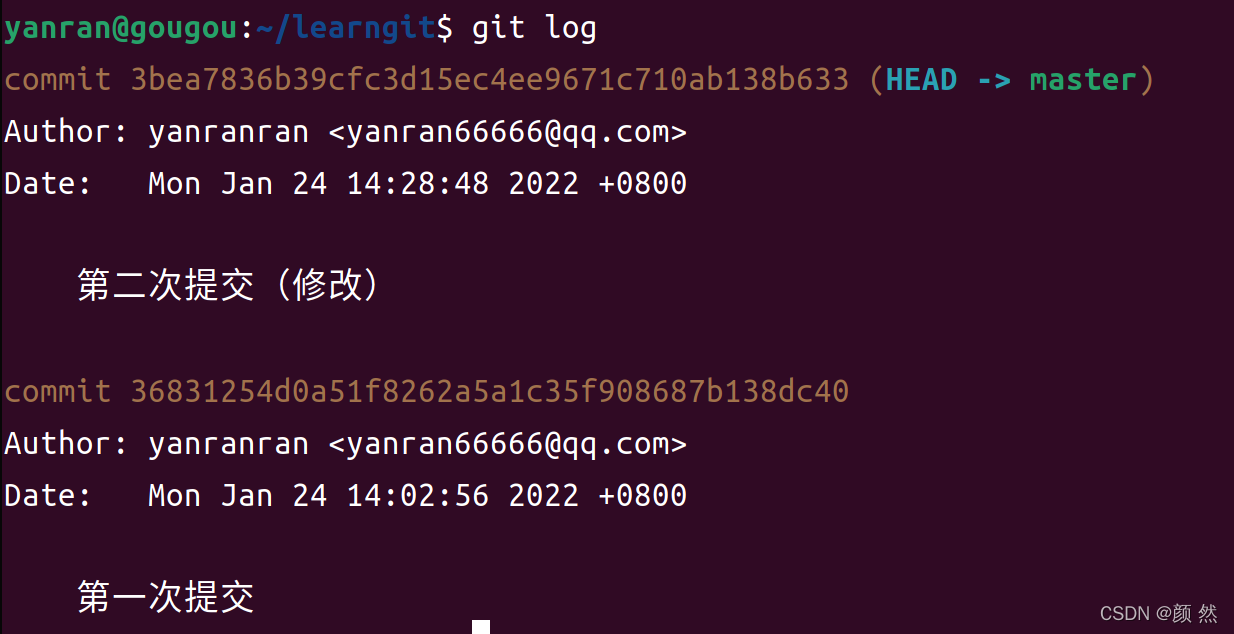 yanran@gougou:~/learngit$ git log
commit 3bea7836b39cfc3d15ec4ee9671c710ab138b633 (HEAD -> master)
Author: yanranran <yanran66666@qq.com>
Date:   Mon Jan 24 14:28:48 2022 +0800
第二次提交（修改）
commit 36831254d0a51f8262a5a1c35f908687b138dc40
Author: yanranran <yanran66666@qq.com>
Date:   Mon Jan 24 14:02:56 2022 +0800
第一次提交
CSDN @颜 然